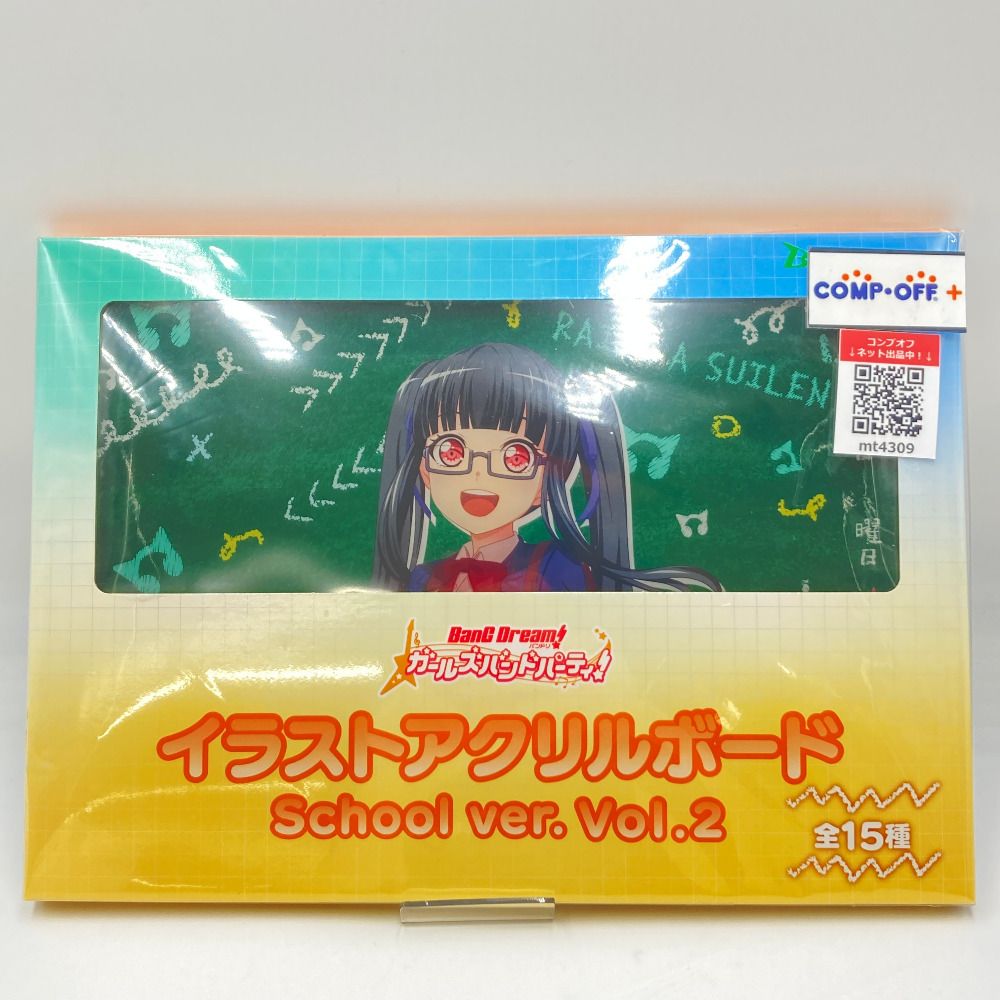 COMP・OFF +
コンプオフ
↓ネット出品中!↓
mt4309
SUILEN
曜
日
BanG Dream!
バンドリ
ガールズバンドパーティ!
イラストアクリルボード
School ver. Vol.2
全15種